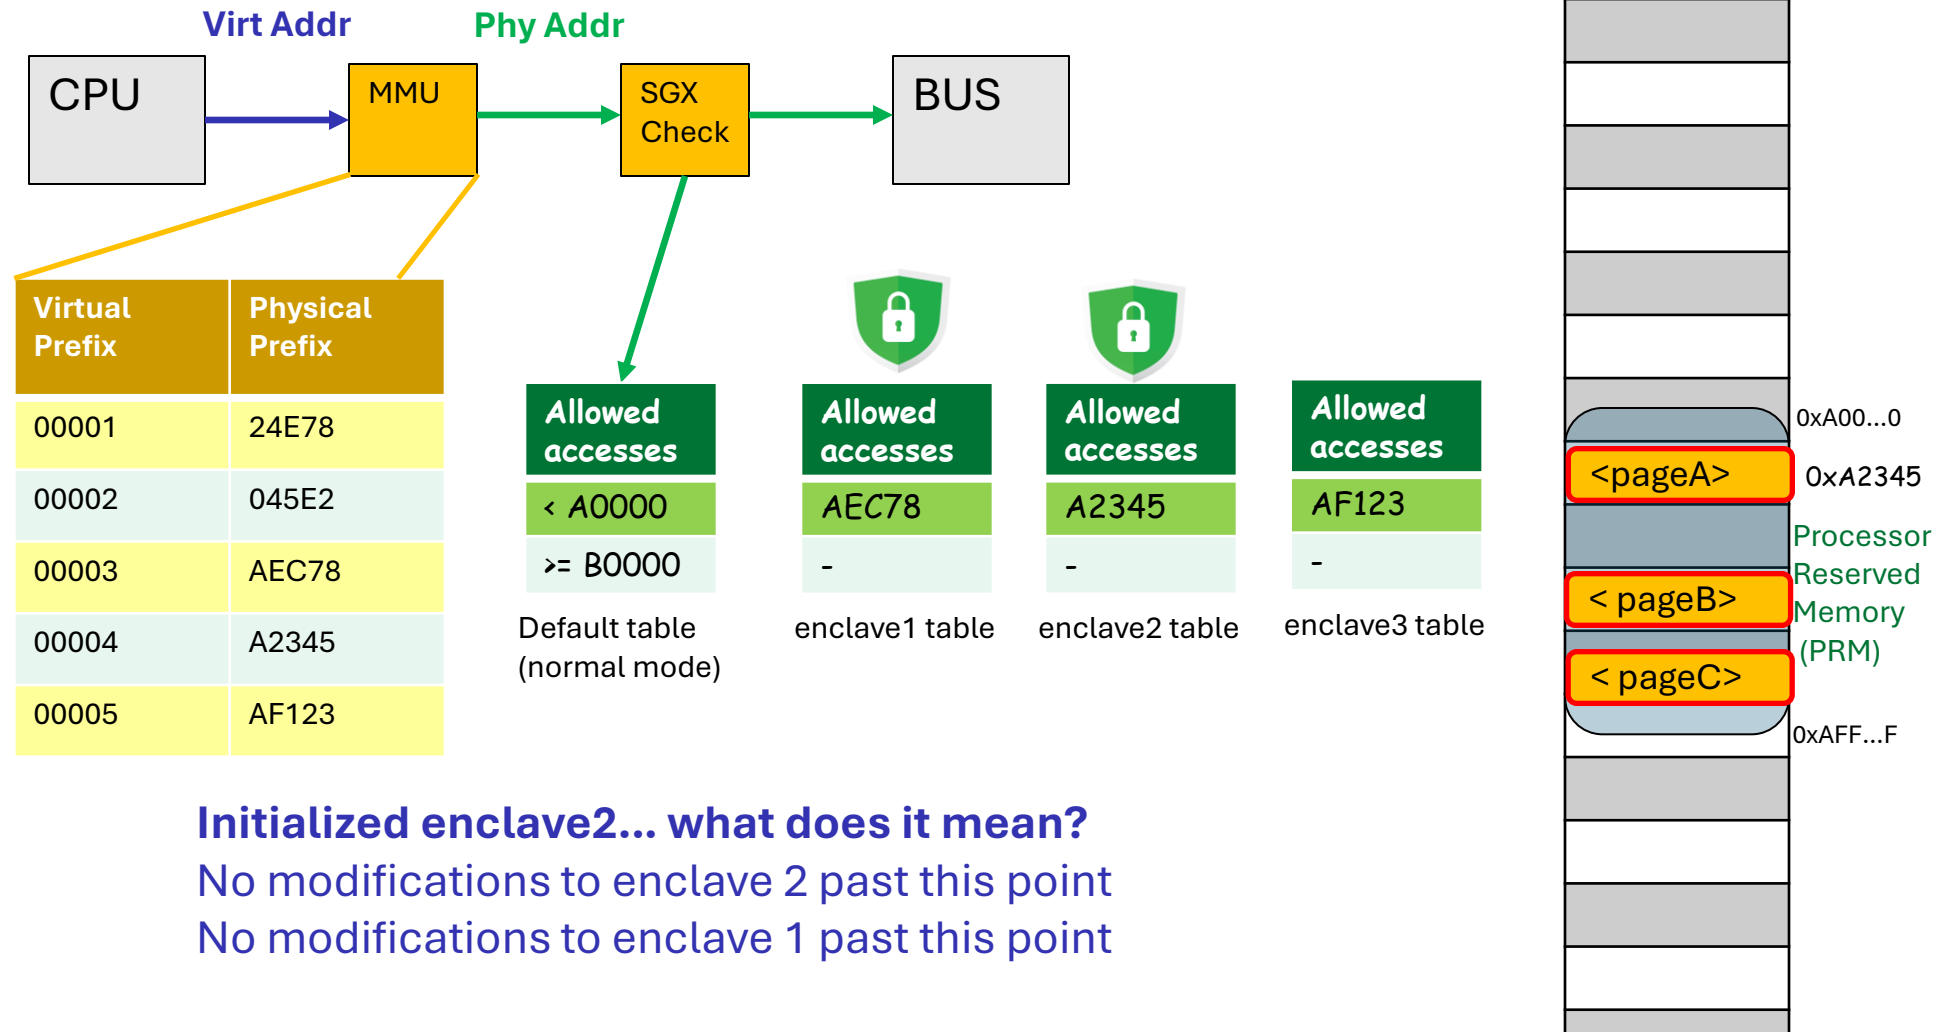 Virt Addr
Phy Addr
CPU
MMU
SGX
Check
BUS
Virtual
Prefix
Physical
Prefix
00001
24E78
00002
045E2
00003
AEC78
00004
A2345
00005
AF123
Allowed
accesses
< A0000
>= B0000
Default table
(normal mode)
Allowed
accesses
AEC78
-
enclave1 table
Allowed
accesses
A2345
-
enclave2 table
Allowed
accesses
AF123
-
enclave3 table
0xA00...0
<pageA>
0xA2345
Processor
Reserved
Memory
(PRM)
< pageB>
< pageC>
0xAFF...F
Initialized enclave2... what does it mean?
No modifications to enclave 2 past this point
No modifications to enclave 1 past this point